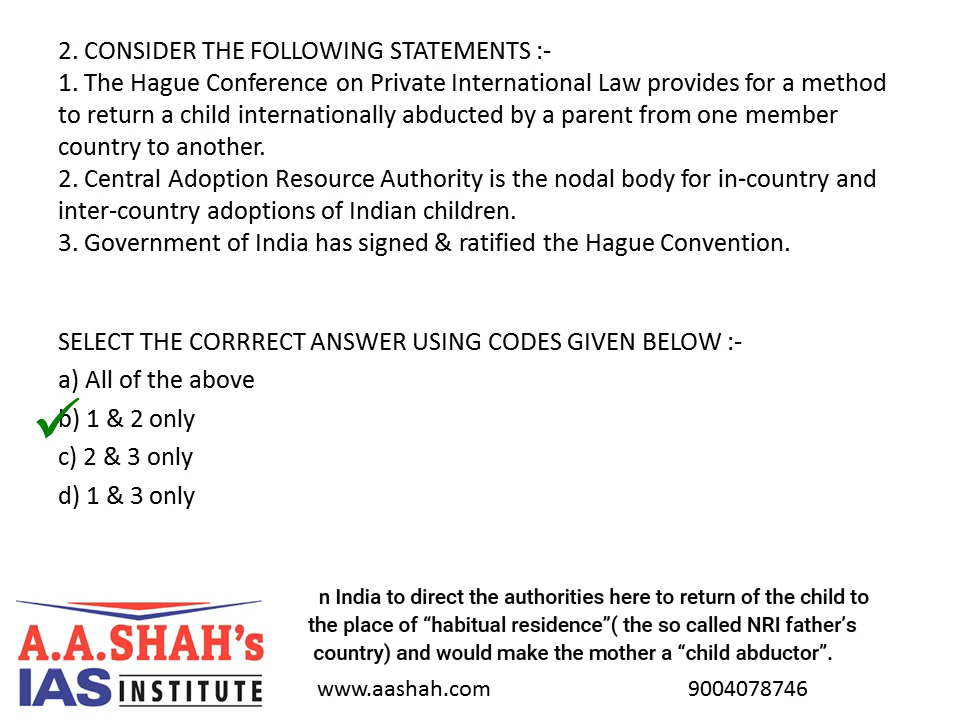 2. CONSIDER THE FOLLOWING STATEMENTS :-
1. The Hague Conference on Private International Law provides for a method
to return a child internationally abducted by a parent from one member
country to another.
2. Central Adoption Resource Authority is the nodal body for in-country and
inter-country adoptions of Indian children.
3. Government of India has signed & ratified the Hague Convention.
SELECT THE CORRRECT ANSWER USING CODES GIVEN BELOW :-
a) All of the above
b) 1 & 2 only
c) 2 & 3 only
d) 1 & 3 only
n India to direct the authorities here to return of the child to
the place of “habitual residence”( the so called NRI father’s
country) and would make the mother a “child abductor”.
A.A.SHAH’s
IAS INSTITUTE
www.aashah.com 9004078746